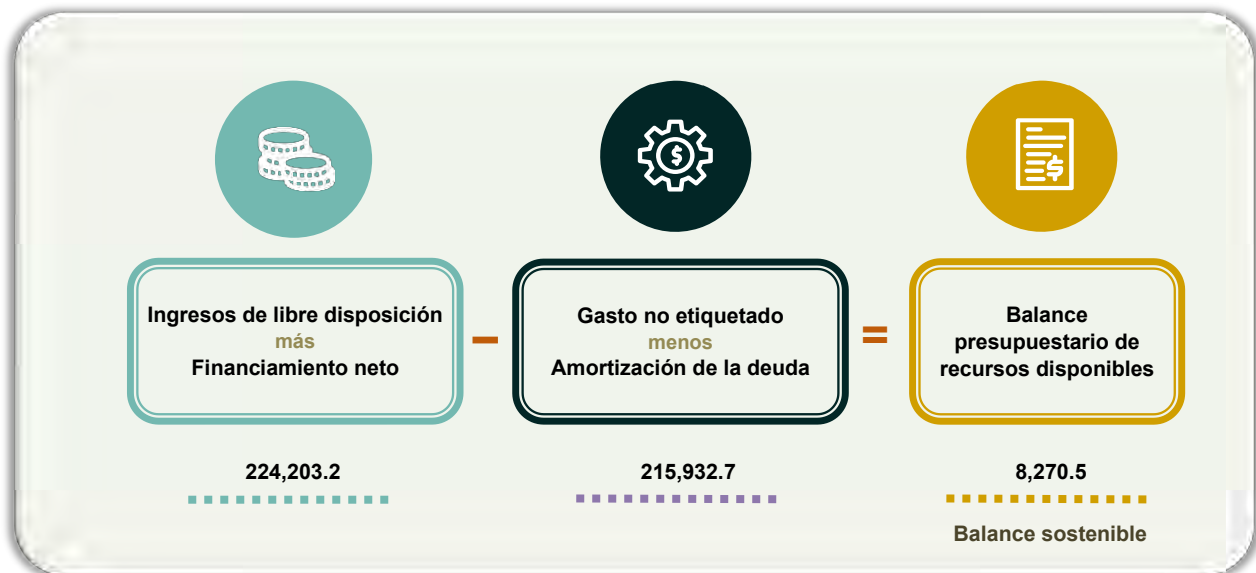 Ingresos de libre disposición
más
Financiamiento neto
−
Gasto no etiquetado
menos
Amortización de la deuda
=
Balance
presupuestario de
recursos disponibles
224,203.2
215,932.7
8,270.5
Balance sostenible